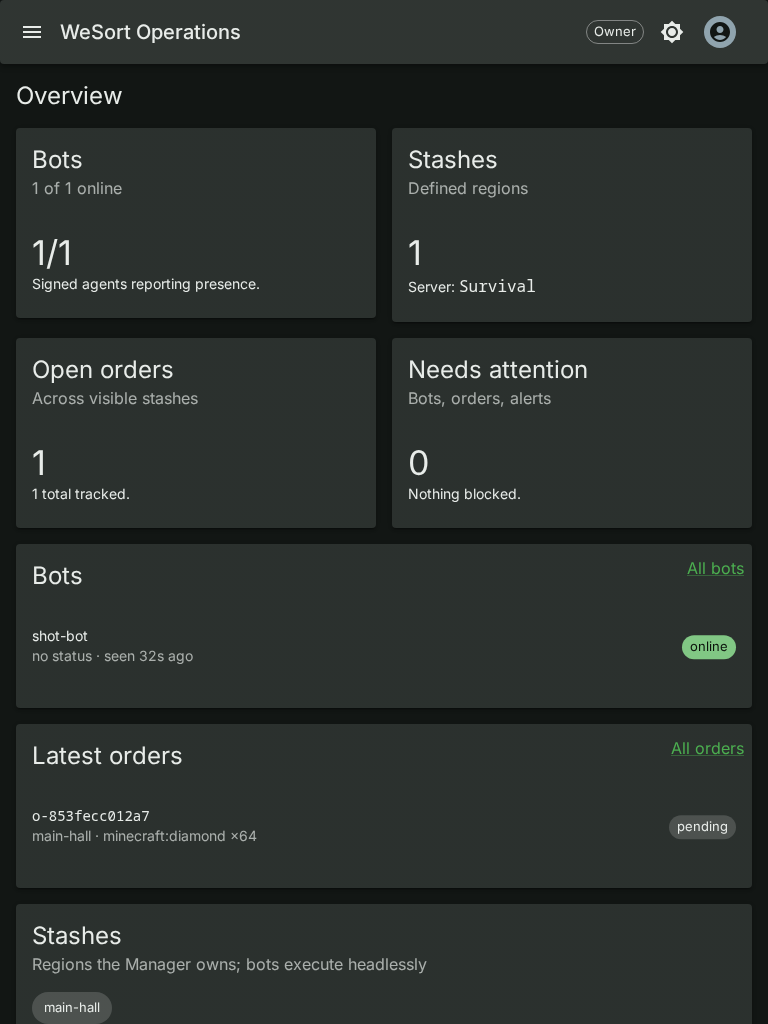 WeSort Operations
Owner
Overview
Bots
1 of 1 online
1/1
Signed agents reporting presence.
Stashes
Defined regions
1
Server: Survival
Open orders
Across visible stashes
1
1 total tracked.
Needs attention
Bots, orders, alerts
0
Nothing blocked.
Bots
All bots
shot-bot
no status · seen 32s ago
online
Latest orders
All orders
o-853fecc012a7
main-hall · minecraft:diamond ×64
pending
Stashes
Regions the Manager owns; bots execute headlessly
main-hall